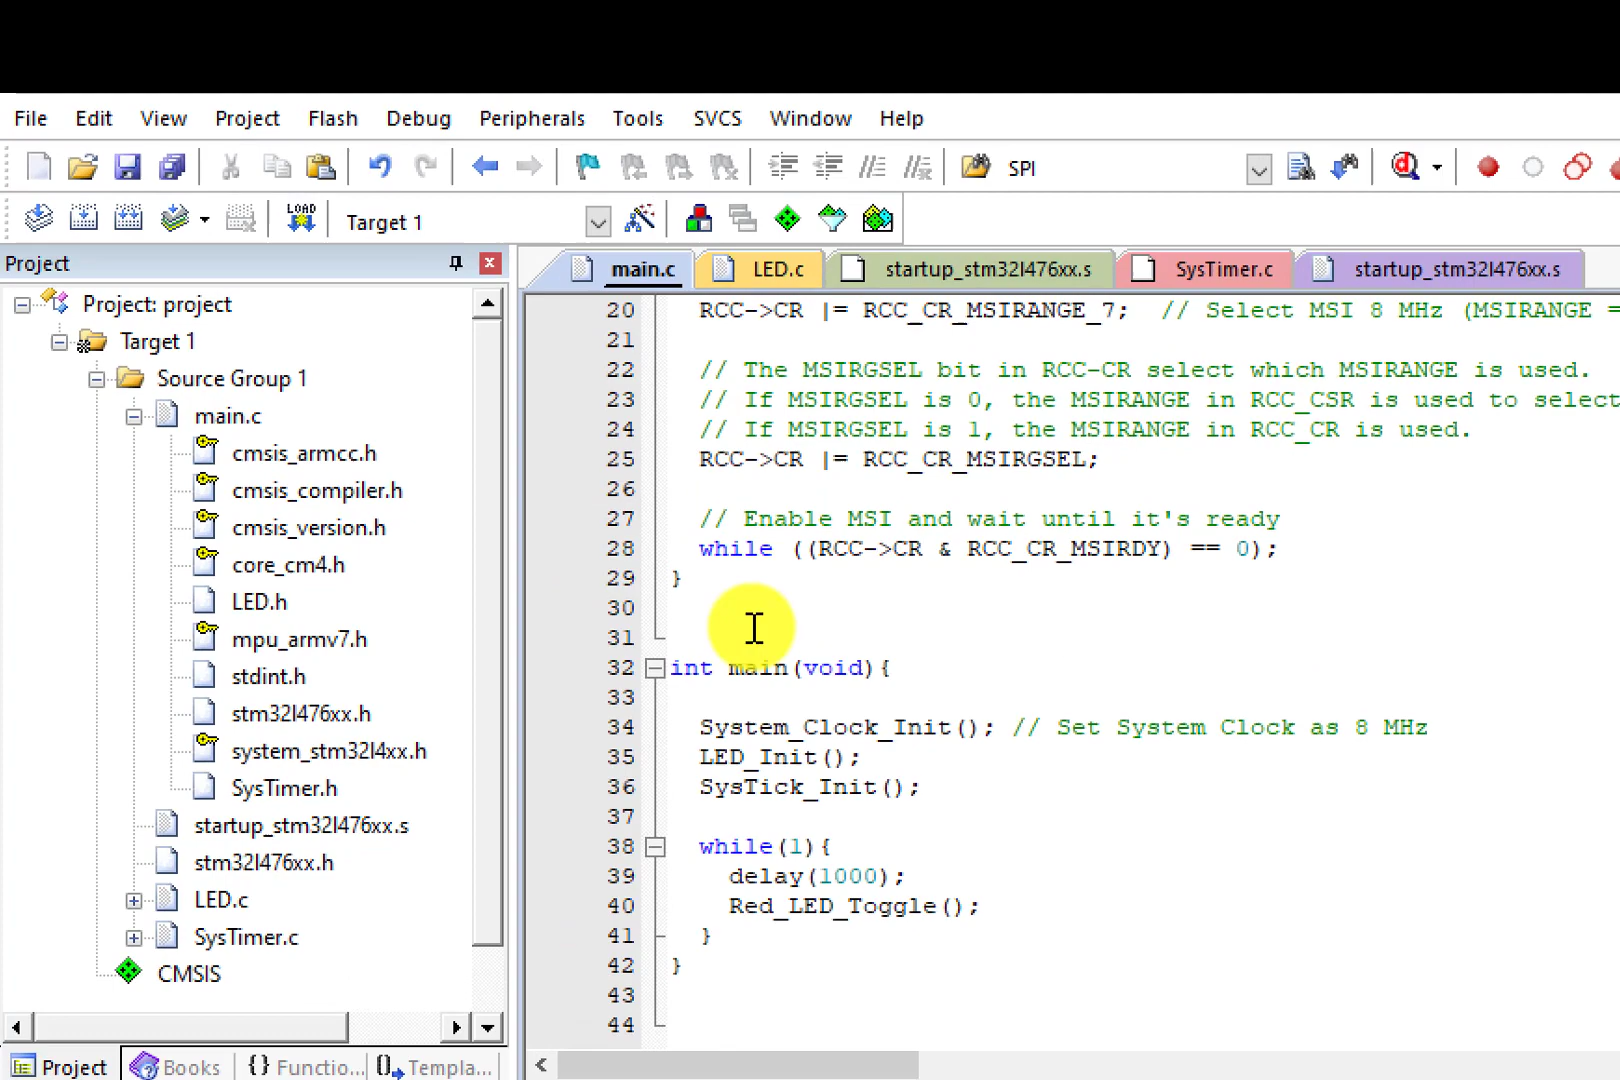 File Edit View Project Flash Debug Peripherals Tools SVCS Window Help
SPI
LOAD Target 1
Project
main.c LED.c startup_stm32l476xx.s SysTimer.c startup_stm32l476xx.s
Project: project
Target 1
Source Group 1
main.c
cmsis_armcc.h
cmsis_compiler.h
cmsis_version.h
core_cm4.h
LED.h
mpu_armv7.h
stdint.h
stm32l476xx.h
system_stm32l4xx.h
SysTimer.h
startup_stm32l476xx.s
stm32l476xx.h
LED.c
SysTimer.c
CMSIS
Project Books {} Functio... Templa...
20 RCC->CR |= RCC_CR_MSIRANGE_7; // Select MSI 8 MHz (MSIRANGE =
21
22 // The MSIRGSEL bit in RCC-CR select which MSIRANGE is used.
23 // If MSIRGSEL is 0, the MSIRANGE in RCC_CSR is used to select
24 // If MSIRGSEL is 1, the MSIRANGE in RCC_CR is used.
25 RCC->CR |= RCC_CR_MSIRGSEL;
26
27 // Enable MSI and wait until it's ready
28 while ((RCC->CR & RCC_CR_MSIRDY) == 0);
29 }
30
31
32 int main(void){
33
34 System_Clock_Init(); // Set System Clock as 8 MHz
35 LED_Init();
36 SysTick_Init();
37
38 while(1){
39 delay(1000);
40 Red_LED_Toggle();
41 }
42 }
43
44